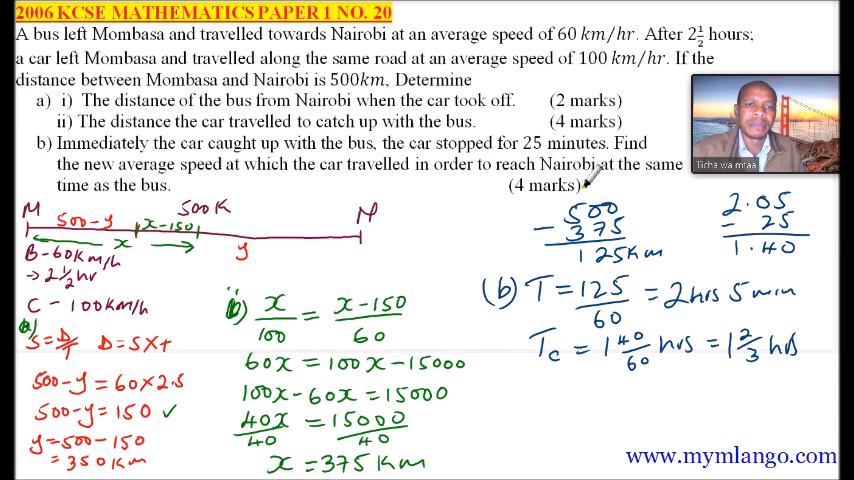 2006 KCSE MATHEMATICS PAPER 1 NO. 20
A bus left Mombasa and travelled towards Nairobi at an average speed of 60 km/hr. After 2½ hours;
a car left Mombasa and travelled along the same road at an average speed of 100 km/hr. If the
distance between Mombasa and Nairobi is 500km, Determine
a) i) The distance of the bus from Nairobi when the car took off. (2 marks)
ii) The distance the car travelled to catch up with the bus. (4 marks)
b) Immediately the car caught up with the bus, the car stopped for 25 minutes. Find
the new average speed at which the car travelled in order to reach Nairobi at the same
time as the bus. (4 marks)
Ticha wa mtaa
M 500K N
500-y x-150
x y
B-60km/h
→2½hr
C - 100km/h
a)
S=D/T D=S×T
500-y=60×2.5
500-y=150 ✓
y=500-150
=350km
ii) x/100 = x-150/60
60x=100x-15000
100x-60x=15000
40x/40 = 15000/40
x=375km
500
- 375
125km
2.05
- 25
1.40
(b) T=125/60 = 2hrs 5min
Tc = 1 40/60 hrs = 1 2/3 hrs
www.mymlango.com